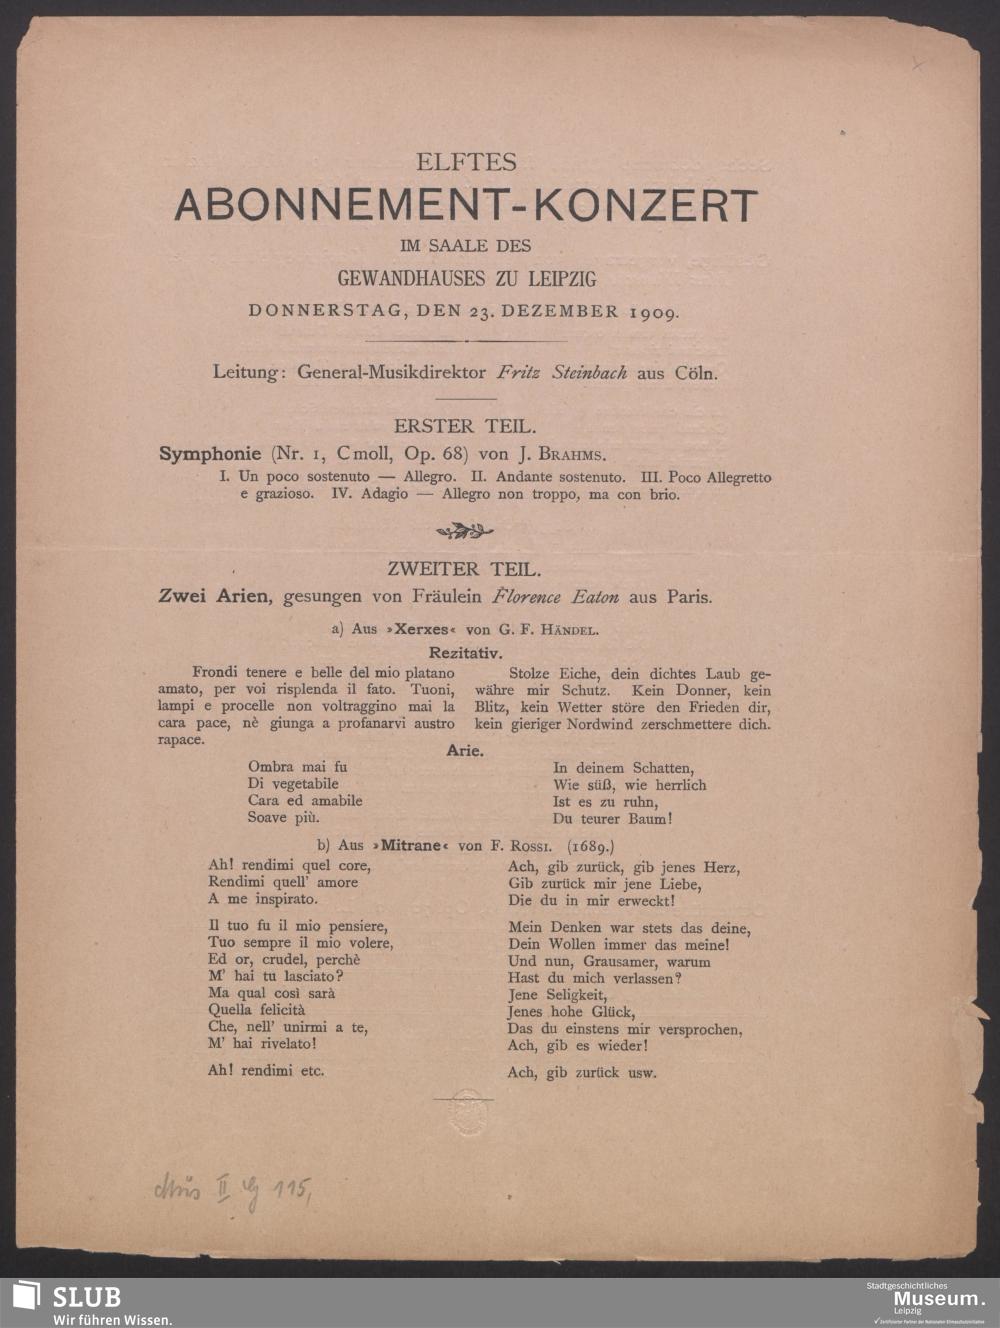 ELFTES
ABONNEMENT-KONZERT
IM SAALE DES
GEWANDHAUSES ZU LEIPZIG
DONNERSTAG, DEN 23. DEZEMBER 1909.
Leitung: General-Musikdirektor Fritz Steinbach aus Cöln.
ERSTER TEIL.
Symphonie (Nr. 1, Cmoll, Op. 68) von J. BRAHMS.
I. Un poco sostenuto — Allegro. II. Andante sostenuto. III. Poco Allegretto
e grazioso. IV. Adagio — Allegro non troppo, ma con brio.
ZWEITER TEIL.
Zwei Arien, gesungen von Fräulein Florence Eaton aus Paris.
a) Aus »Xerxes« von G. F. HÄNDEL.
Rezitativ.
Frondi tenere e belle del mio platano
amato, per voi risplenda il fato. Tuoni,
lampi e procelle non voltraggino mai la
cara pace, nè giunga a profanarvi austro
rapace.
Stolze Eiche, dein dichtes Laub ge-
währe mir Schutz. Kein Donner, kein
Blitz, kein Wetter störe den Frieden dir,
kein gieriger Nordwind zerschmettere dich.
Arie.
Ombra mai fu
Di vegetabile
Cara ed amabile
Soave più.
In deinem Schatten,
Wie süß, wie herrlich
Ist es zu ruhn,
Du teurer Baum!
b) Aus »Mitrane« von F. ROSSI. (1689.)
Ah! rendimi quel core,
Rendimi quell' amore
A me inspirato.
Il tuo fu il mio pensiere,
Tuo sempre il mio volere,
Ed or, crudel, perchè
M' hai tu lasciato?
Ma qual così sarà
Quella felicità
Che, nell' unirmi a te,
M' hai rivelato!
Ah! rendimi etc.
Ach, gib zurück, gib jenes Herz,
Gib zurück mir jene Liebe,
Die du in mir erweckt!
Mein Denken war stets das deine,
Dein Wollen immer das meine!
Und nun, Grausamer, warum
Hast du mich verlassen?
Jene Seligkeit,
Jenes hohe Glück,
Das du einstens mir versprochen,
Ach, gib es wieder!
Ach, gib zurück usw.
Mus II G 115,
SLUB
Wir führen Wissen.
Stadtgeschichtliches
Museum.
Leipzig
Zertifizierter Partner der Nationalen Klimaschutzinitiative